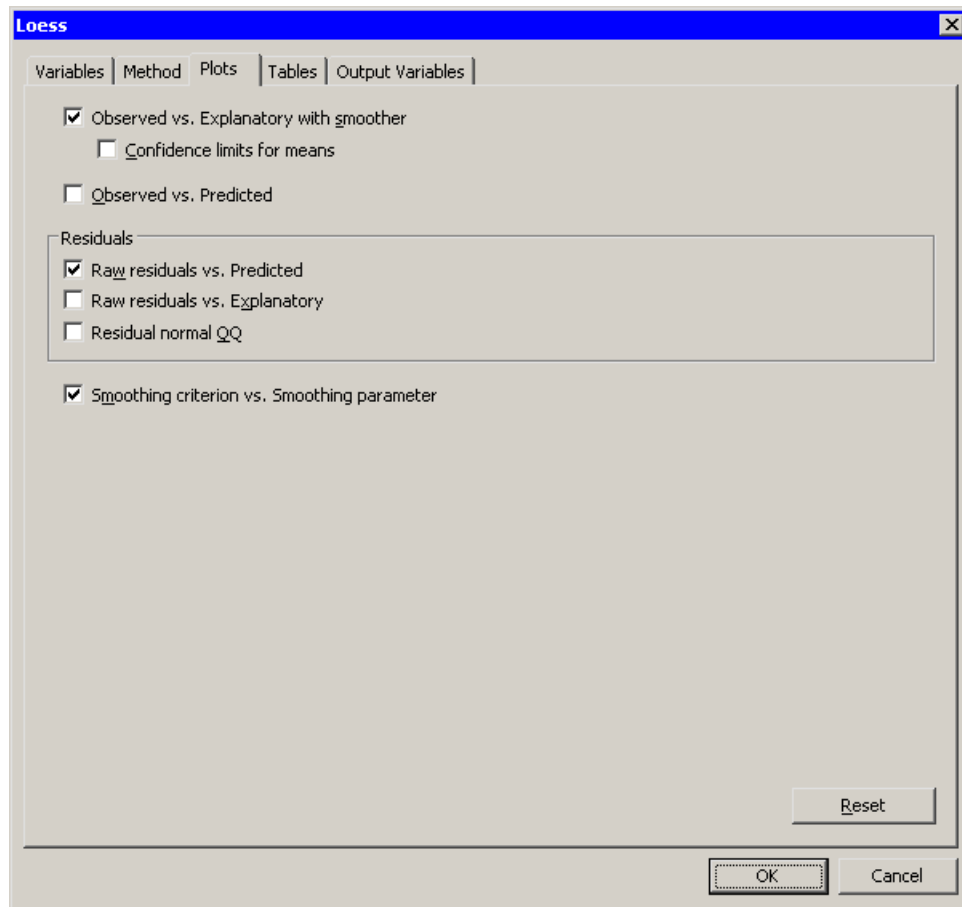 Loess
Variables Method Plots Tables Output Variables
Observed vs. Explanatory with smoother
Confidence limits for means
Observed vs. Predicted
Residuals
Raw residuals vs. Predicted
Raw residuals vs. Explanatory
Residual normal QQ
Smoothing criterion vs. Smoothing parameter
Reset
OK Cancel